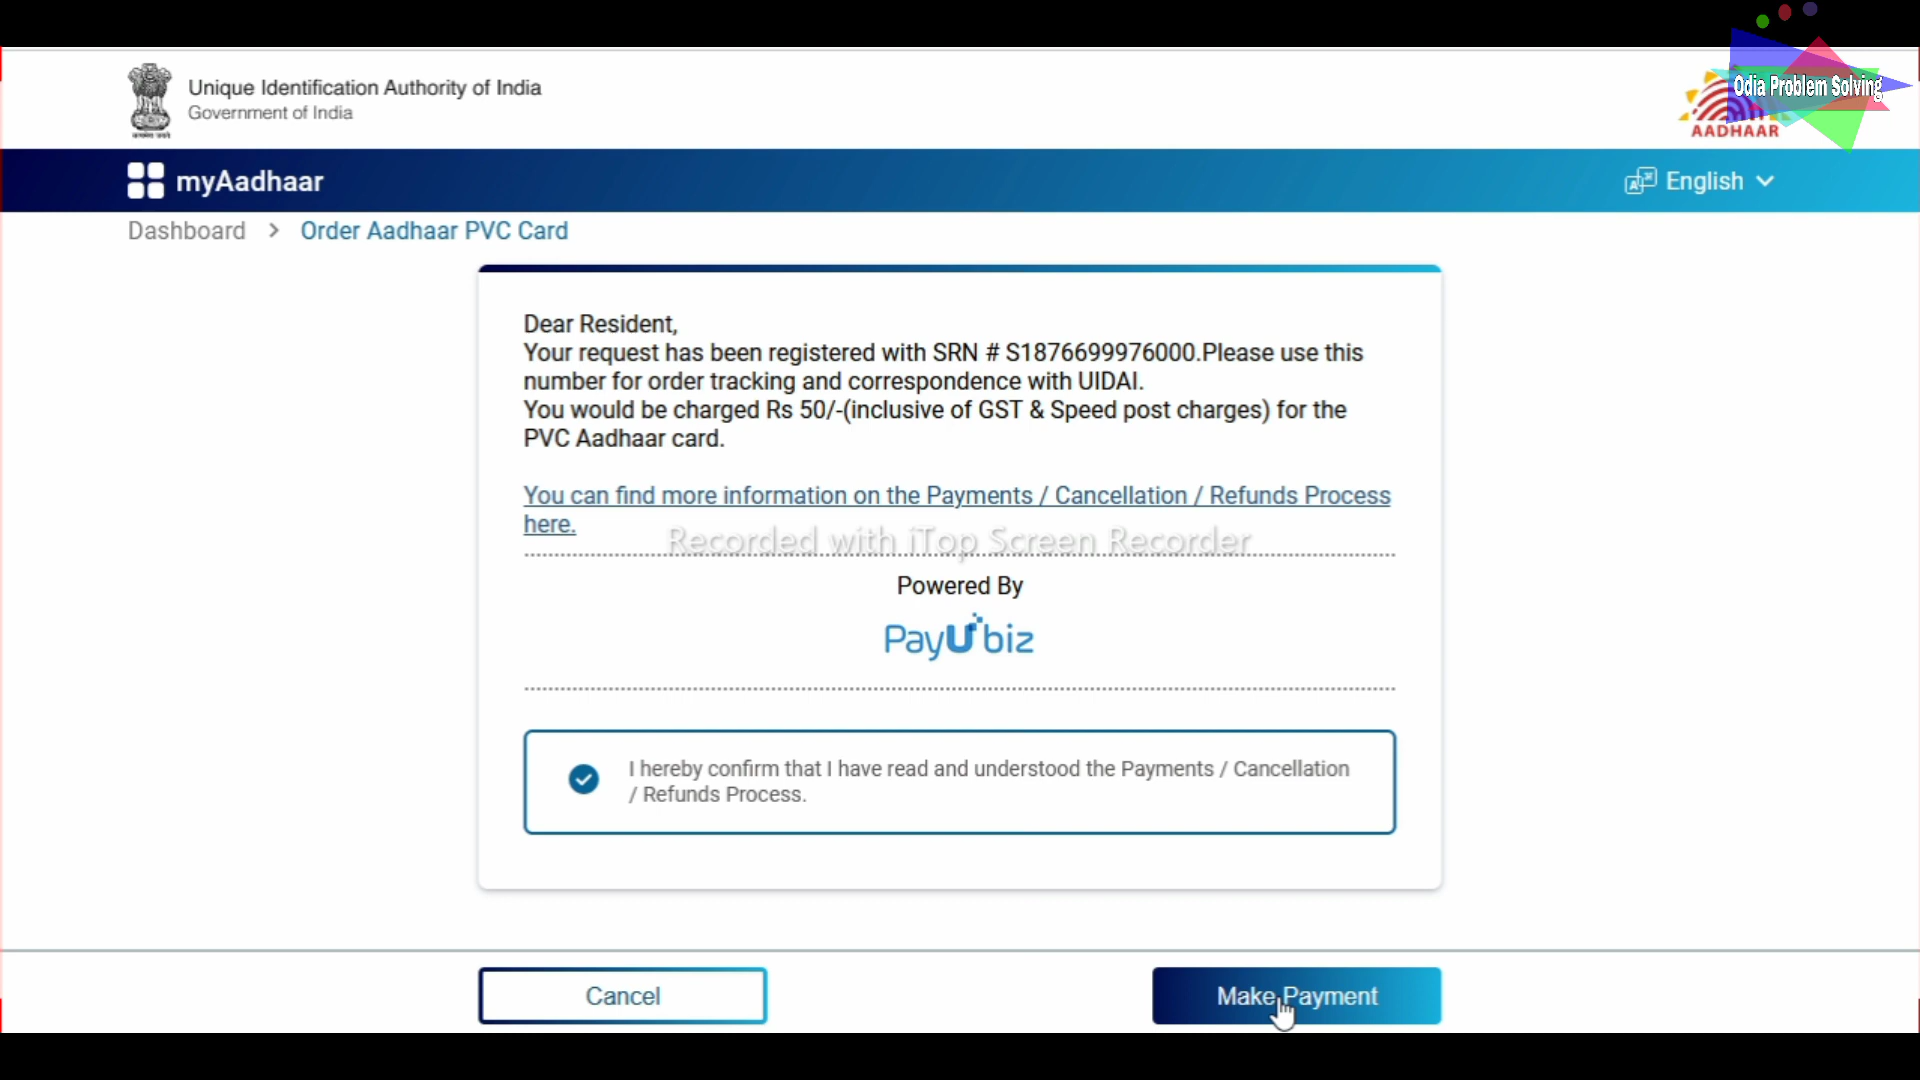 Unique Identification Authority of India
Government of India
Odia Problem Solving
AADHAAR
myAadhaar
English
Dashboard > Order Aadhaar PVC Card
Dear Resident,
Your request has been registered with SRN # S1876699976000.Please use this
number for order tracking and correspondence with UIDAI.
You would be charged Rs 50/-(inclusive of GST & Speed post charges) for the
PVC Aadhaar card.
You can find more information on the Payments / Cancellation / Refunds Process
here.
Recorded with iTop Screen Recorder
Powered By
PayUbiz
I hereby confirm that I have read and understood the Payments / Cancellation
/ Refunds Process.
Cancel
Make Payment